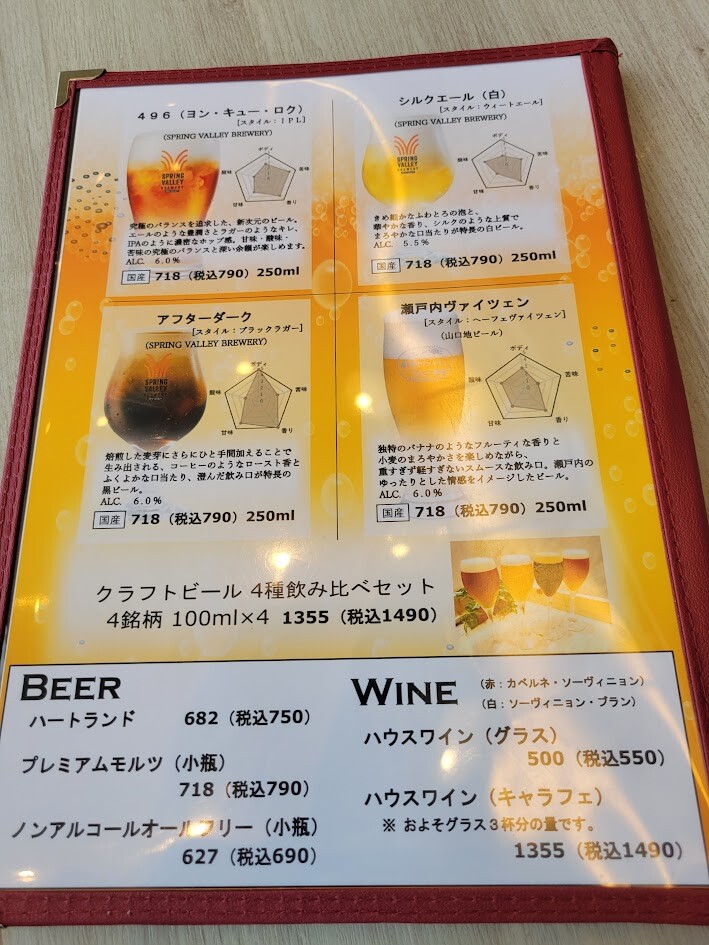 496（ヨン・キュー・ロク）
[スタイル：IPL]
(SPRING VALLEY BREWERY)
SPRING
VALLEY
BREWERY
ボディ
苦味
香り
甘味
酸味
究極のバランスを追求した、新次元のビール。
エールのような豊潤さとラガーのようなキレ、
IPAのように濃密なホップ感。甘味・酸味・
苦味の究極のバランスと深い余韻が楽しめます。
ALC. 6.0%
国産 718（税込790）250ml
シルクエール（白）
[スタイル：ウィートエール]
(SPRING VALLEY BREWERY)
SPRING
VALLEY
BREWERY
ボディ
苦味
香り
甘味
酸味
きめ細かなふわとろの泡と、
華やかな香り、シルクのような上質で
まろやかな口当たりが特長の白ビール。
ALC. 5.5%
国産 718（税込790）250ml
アフターダーク
[スタイル：ブラックラガー]
(SPRING VALLEY BREWERY)
SPRING
VALLEY
ボディ
苦味
香り
甘味
酸味
焙煎した麦芽にさらにひと手間加えることで
生み出される、コーヒーのようなロースト香と
ふくよかな口当たり、澄んだ飲み口が特長の
黒ビール。
ALC. 6.0%
国産 718（税込790）250ml
瀬戸内ヴァイツェン
[スタイル：ヘーフェヴァイツェン]
(山口地ビール)
ボディ
苦味
香り
甘味
酸味
独特のバナナのようなフルーティな香りと
小麦のまろやかさを楽しめながら、
重すぎず軽すぎないスムースな飲み口。瀬戸内の
ゆったりとした情感をイメージしたビール。
ALC. 6.0%
国産 718（税込790）250ml
クラフトビール 4種飲み比べセット
4銘柄 100ml×4 1355（税込1490）
BEER
ハートランド 682（税込750）
プレミアムモルツ（小瓶）
718（税込790）
ノンアルコールオールフリー（小瓶）
627（税込690）
WINE （赤：カベルネ・ソーヴィニョン）
（白：ソーヴィニョン・ブラン）
ハウスワイン（グラス）
500（税込550）
ハウスワイン（キャラフェ）
※ およそグラス3杯分の量です。
1355（税込1490）